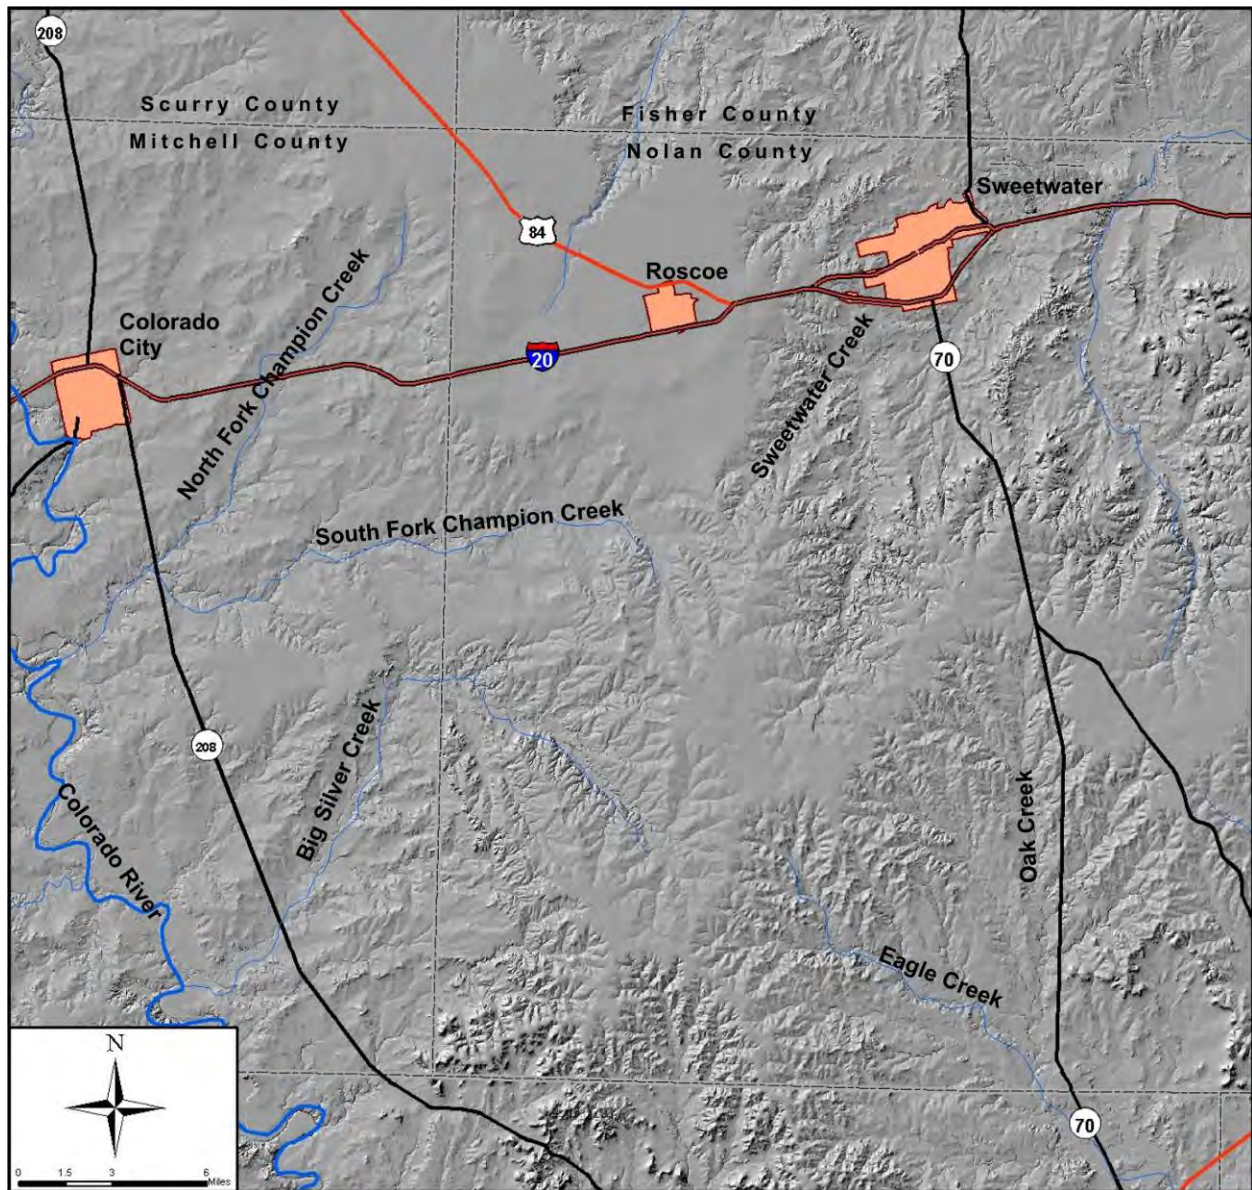 208
Scurry County
Mitchell County
Fisher County
Nolan County
Sweetwater
84
Roscoe
Colorado
City
20
North Fork Champion Creek
70
Sweetwater Creek
South Fork Champion Creek
208
Big Silver Creek
Colorado River
Oak Creek
Eagle Creek
N
70
0 1.5 3 6
Miles